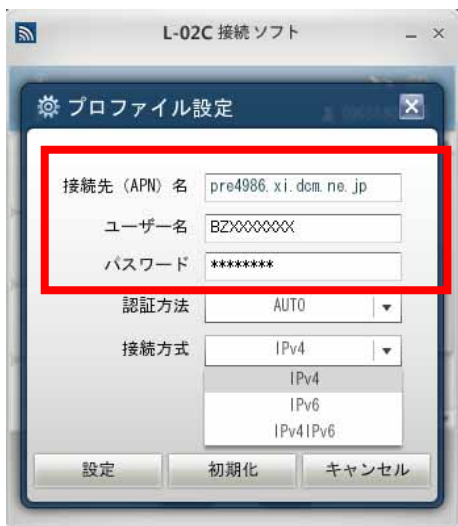 L-02C 接続ソフト
プロファイル設定
接続先（APN）名 pre4986.xi.dcm.ne.jp
ユーザー名 BZXXXXXXX
パスワード ********
認証方法 AUTO
接続方式 IPv4
IPv4
IPv6
IPv4IPv6
設定 初期化 キャンセル